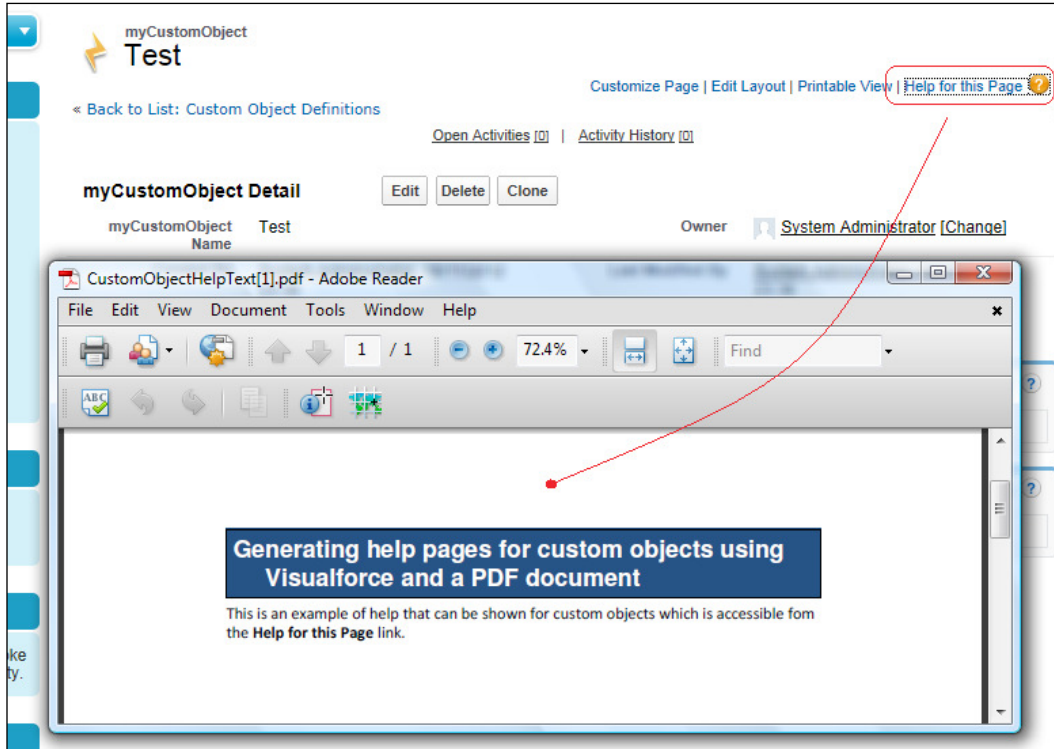 myCustomObject
Test
Customize Page | Edit Layout | Printable View | Help for this Page ?
« Back to List: Custom Object Definitions
Open Activities [0] | Activity History [0]
myCustomObject Detail Edit Delete Clone
myCustomObject Name Test Owner System Administrator [Change]
CustomObjectHelpText[1].pdf - Adobe Reader
File Edit View Document Tools Window Help
1 / 1 72.4% Find
?
ABC
?
Generating help pages for custom objects using
Visualforce and a PDF document
This is an example of help that can be shown for custom objects which is accessible fom
the Help for this Page link.
ty.